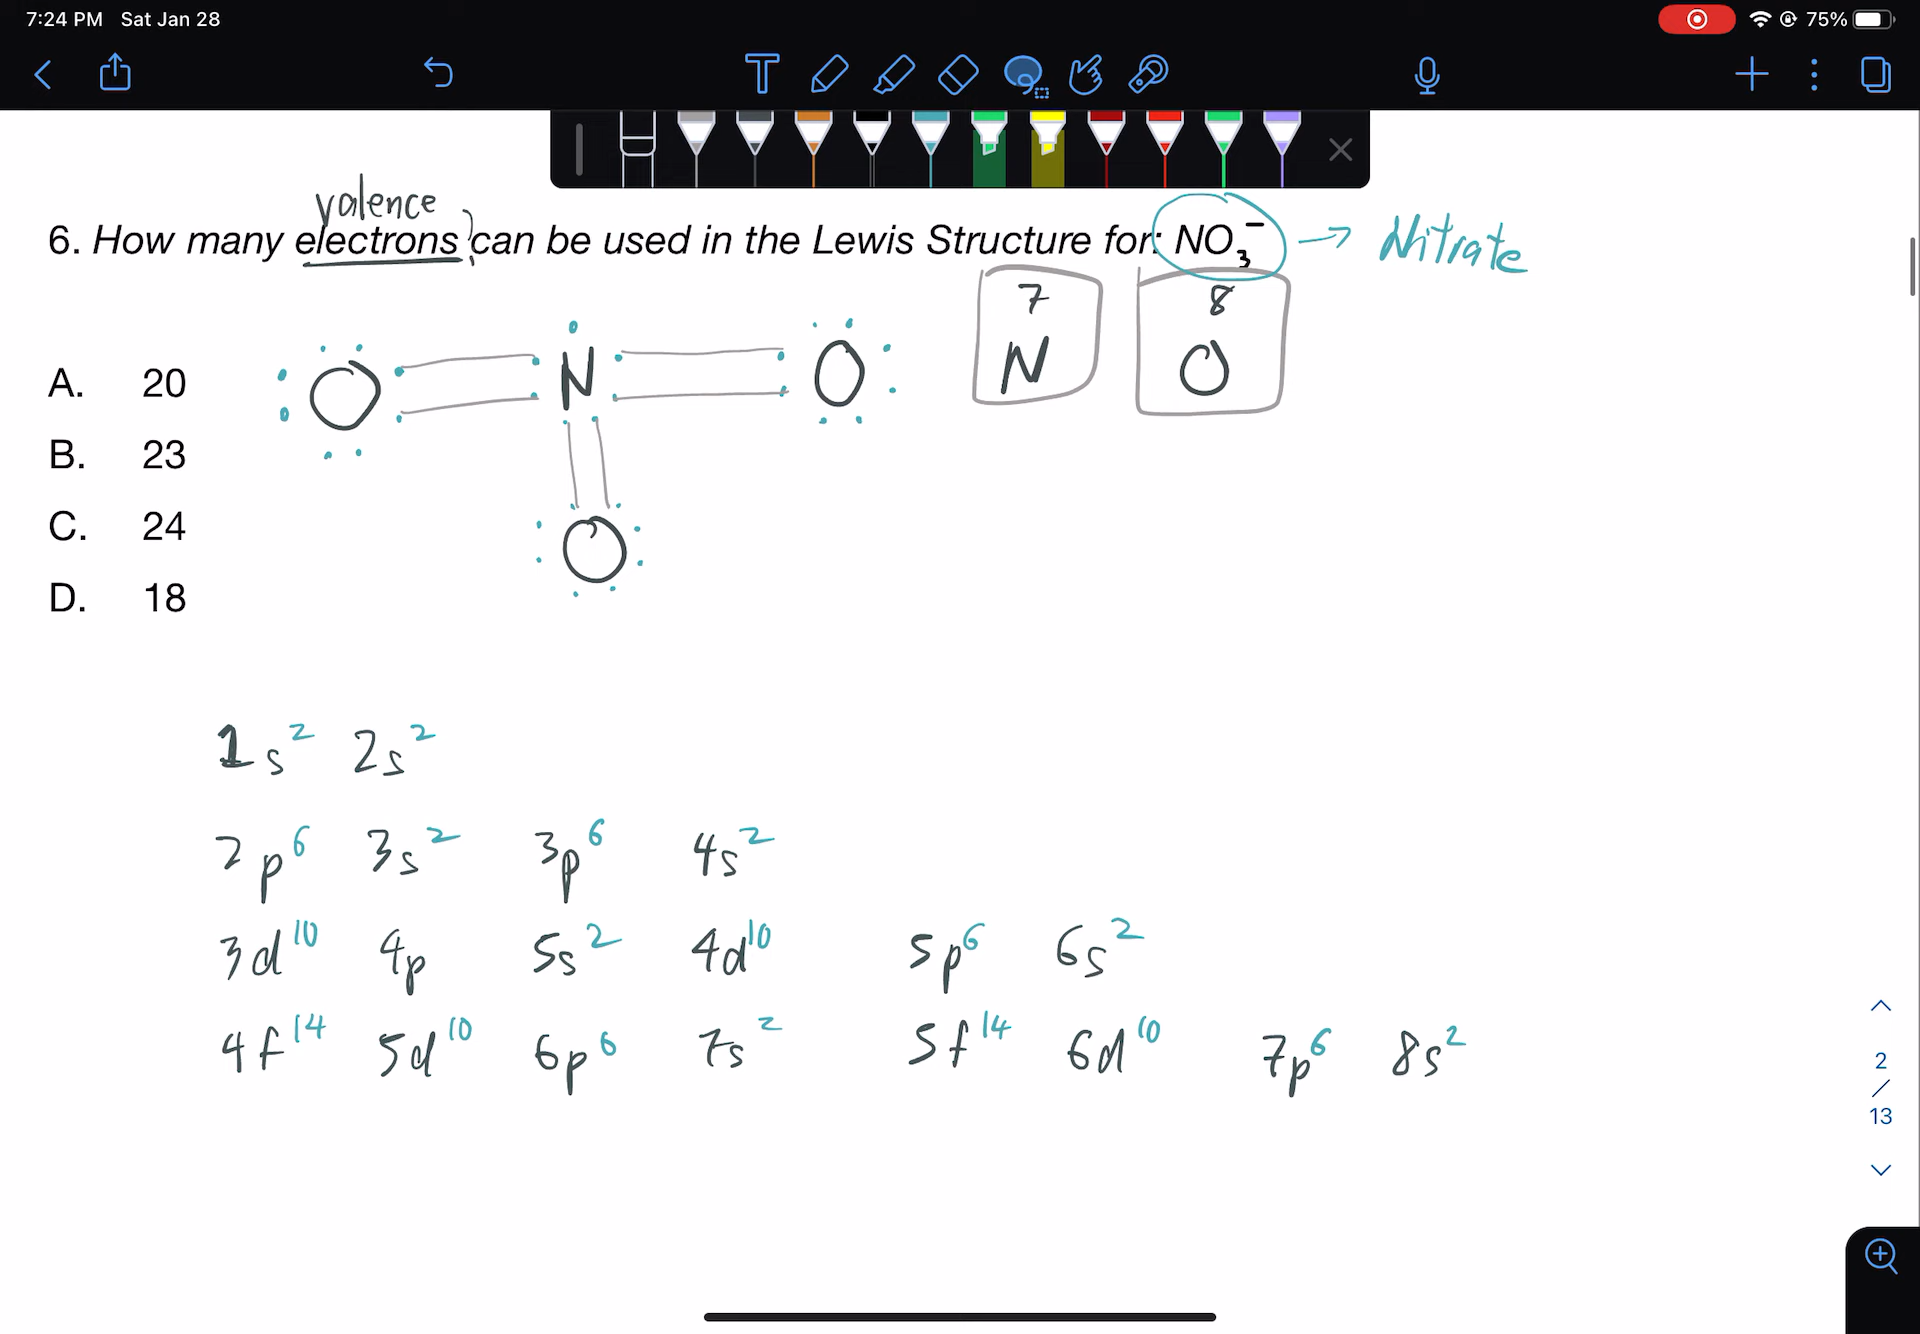 7:24 PM Sat Jan 28
75%
T
valence
6. How many electrons can be used in the Lewis Structure for: NO₃⁻ → Nitrate
7
N
8
O
A. 20
B. 23
C. 24
D. 18
O N O
O
1s² 2s²
2p⁶ 3s² 3p⁶ 4s²
3d¹⁰ 4p 5s² 4d¹⁰ 5p⁶ 6s²
4f¹⁴ 5d¹⁰ 6p⁶ 7s² 5f¹⁴ 6d¹⁰ 7p⁶ 8s²
2
/
13